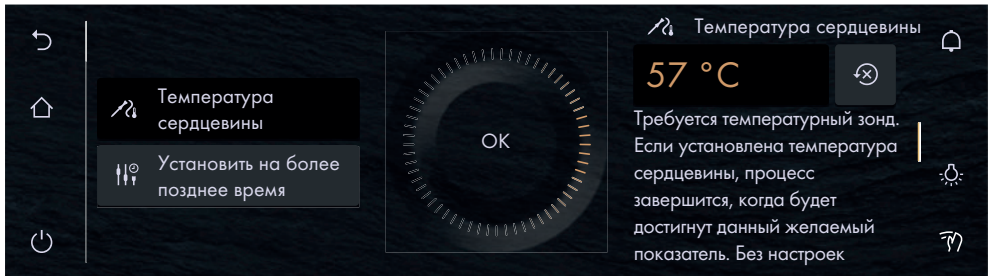 Температура
сердцевины
Установить на более
позднее время
OK
Температура сердцевины
57 °C
Требуется температурный зонд.
Если установлена температура
сердцевины, процесс
завершится, когда будет
достигнут данный желаемый
показатель. Без настроек